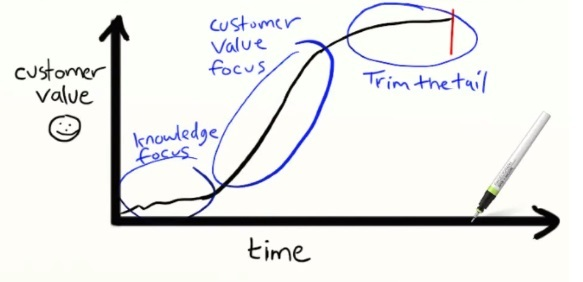 customer
value
focus
customer
value
knowledge
focus
Trim the tail
time